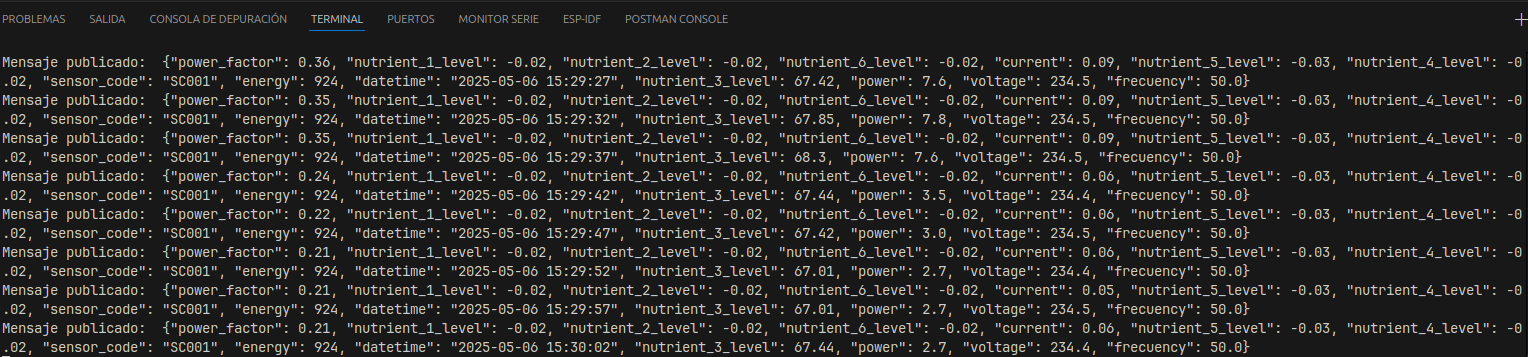 PROBLEMAS SALIDA CONSOLA DE DEPURACIÓN TERMINAL PUERTOS MONITOR SERIE ESP-IDF POSTMAN CONSOLE
Mensaje publicado:  {"power_factor": 0.36, "nutrient_1_level": -0.02, "nutrient_2_level": -0.02, "nutrient_6_level": -0.02, "current": 0.09, "nutrient_5_level": -0.03, "nutrient_4_level": -0
.02, "sensor_code": "SC001", "energy": 924, "datetime": "2025-05-06 15:29:27", "nutrient_3_level": 67.42, "power": 7.6, "voltage": 234.5, "frecuency": 50.0}
Mensaje publicado:  {"power_factor": 0.35, "nutrient_1_level": -0.02, "nutrient_2_level": -0.02, "nutrient_6_level": -0.02, "current": 0.09, "nutrient_5_level": -0.03, "nutrient_4_level": -0
.02, "sensor_code": "SC001", "energy": 924, "datetime": "2025-05-06 15:29:32", "nutrient_3_level": 67.85, "power": 7.8, "voltage": 234.5, "frecuency": 50.0}
Mensaje publicado:  {"power_factor": 0.35, "nutrient_1_level": -0.02, "nutrient_2_level": -0.02, "nutrient_6_level": -0.02, "current": 0.09, "nutrient_5_level": -0.03, "nutrient_4_level": -0
.02, "sensor_code": "SC001", "energy": 924, "datetime": "2025-05-06 15:29:37", "nutrient_3_level": 68.3, "power": 7.6, "voltage": 234.5, "frecuency": 50.0}
Mensaje publicado:  {"power_factor": 0.24, "nutrient_1_level": -0.02, "nutrient_2_level": -0.02, "nutrient_6_level": -0.02, "current": 0.06, "nutrient_5_level": -0.03, "nutrient_4_level": -0
.02, "sensor_code": "SC001", "energy": 924, "datetime": "2025-05-06 15:29:42", "nutrient_3_level": 67.44, "power": 3.5, "voltage": 234.4, "frecuency": 50.0}
Mensaje publicado:  {"power_factor": 0.22, "nutrient_1_level": -0.02, "nutrient_2_level": -0.02, "nutrient_6_level": -0.02, "current": 0.06, "nutrient_5_level": -0.03, "nutrient_4_level": -0
.02, "sensor_code": "SC001", "energy": 924, "datetime": "2025-05-06 15:29:47", "nutrient_3_level": 67.42, "power": 3.0, "voltage": 234.5, "frecuency": 50.0}
Mensaje publicado:  {"power_factor": 0.21, "nutrient_1_level": -0.02, "nutrient_2_level": -0.02, "nutrient_6_level": -0.02, "current": 0.06, "nutrient_5_level": -0.03, "nutrient_4_level": -0
.02, "sensor_code": "SC001", "energy": 924, "datetime": "2025-05-06 15:29:52", "nutrient_3_level": 67.01, "power": 2.7, "voltage": 234.4, "frecuency": 50.0}
Mensaje publicado:  {"power_factor": 0.21, "nutrient_1_level": -0.02, "nutrient_2_level": -0.02, "nutrient_6_level": -0.02, "current": 0.05, "nutrient_5_level": -0.03, "nutrient_4_level": -0
.02, "sensor_code": "SC001", "energy": 924, "datetime": "2025-05-06 15:29:57", "nutrient_3_level": 67.01, "power": 2.7, "voltage": 234.5, "frecuency": 50.0}
Mensaje publicado:  {"power_factor": 0.21, "nutrient_1_level": -0.02, "nutrient_2_level": -0.02, "nutrient_6_level": -0.02, "current": 0.06, "nutrient_5_level": -0.03, "nutrient_4_level": -0
.02, "sensor_code": "SC001", "energy": 924, "datetime": "2025-05-06 15:30:02", "nutrient_3_level": 67.44, "power": 2.7, "voltage": 234.4, "frecuency": 50.0}